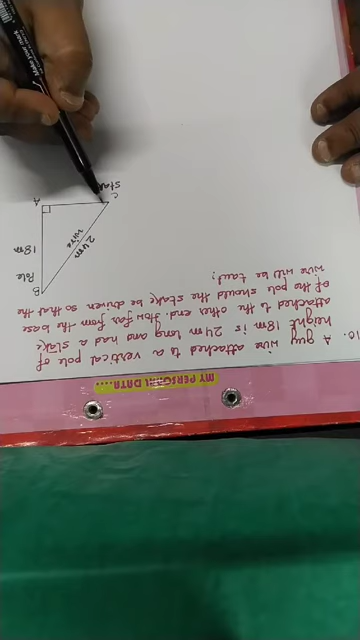 MY PERSONAL DATA...
10. A guy wire attached to a vertical pole of
height 18m is 24m long and had a stake
attached to the other end. How far from the base
of the pole should the stake be driven so that the
wire will be taut?
B
Pole
18m
24m
wire
A
C